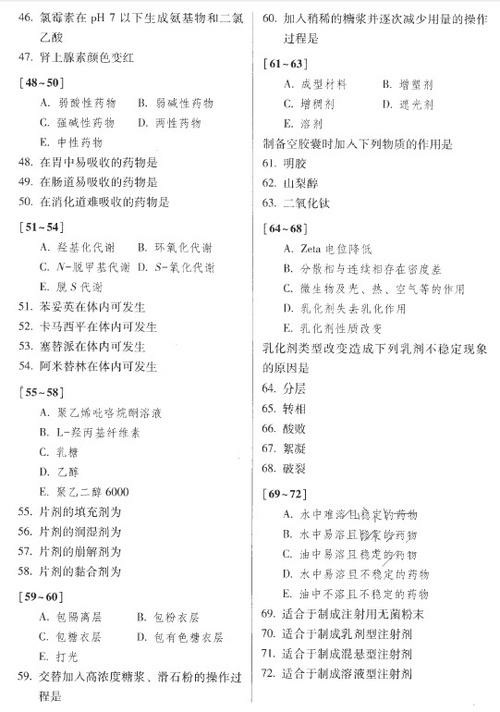 46. 氯霉素在 pH 7 以下生成氨基物和二氯
乙酸
47. 肾上腺素颜色变红
[48~50]
A. 弱酸性药物 B. 弱碱性药物
C. 强碱性药物 D. 两性药物
E. 中性药物
48. 在胃中易吸收的药物是
49. 在肠道易吸收的药物是
50. 在消化道难吸收的药物是
[51~54]
A. 羟基化代谢 B. 环氧化代谢
C. N-脱甲基代谢 D. S-氧化代谢
E. 脱 S 代谢
51. 苯妥英在体内可发生
52. 卡马西平在体内可发生
53. 塞替派在体内可发生
54. 阿米替林在体内可发生
[55~58]
A. 聚乙烯吡咯烷酮溶液
B. L-羟丙基纤维素
C. 乳糖
D. 乙醇
E. 聚乙二醇 6000
55. 片剂的填充剂为
56. 片剂的润湿剂为
57. 片剂的崩解剂为
58. 片剂的黏合剂为
[59~60]
A. 包隔离层 B. 包粉衣层
C. 包糖衣层 D. 包有色糖衣层
E. 打光
59. 交替加入高浓度糖浆、滑石粉的操作过
程是
60. 加入稍稀的糖浆并逐次减少用量的操作
过程是
[61~63]
A. 成型材料 B. 增塑剂
C. 增稠剂 D. 遮光剂
E. 溶剂
制备空胶囊时加入下列物质的作用是
61. 明胶
62. 山梨醇
63. 二氧化钛
[64~68]
A. Zeta 电位降低
B. 分散相与连续相存在密度差
C. 微生物及光、热、空气等的作用
D. 乳化剂失去乳化作用
E. 乳化剂性质改变
乳化剂类型改变造成下列乳剂不稳定现象
的原因是
64. 分层
65. 转相
66. 酸败
67. 絮凝
68. 破裂
[69~72]
A. 水中难溶且稳定的药物
B. 水中易溶且稳定的药物
C. 油中易溶且稳定的药物
D. 水中易溶且不稳定的药物
E. 油中不溶且不稳定的药物
69. 适合于制成注射用无菌粉末
70. 适合于制成乳剂型注射剂
71. 适合于制成混悬型注射剂
72. 适合于制成溶液型注射剂